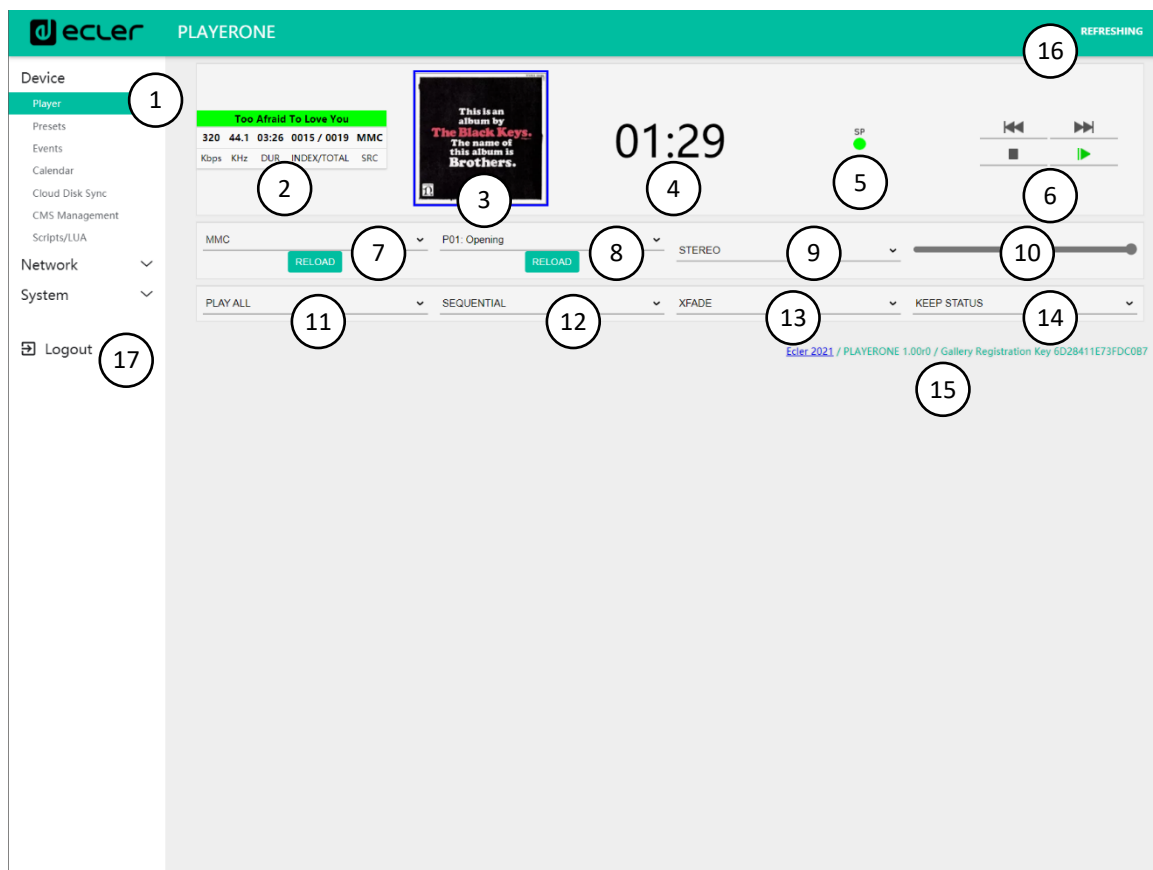 ecler PLAYERONE REFRESHING
16
Device
Player
1
Presets
Events
Calendar
Cloud Disk Sync
CMS Management
Scripts/LUA
Network
System
Logout
17
Too Afraid To Love You
320 44.1 03:26 0015 / 0019 MMC
Kbps KHz DUR INDEX/TOTAL SRC
2
This is an
album by
The Black Keys.
The name of
this album is
Brothers.
3
01:29
4
SP
5
6
MMC
RELOAD
7
P01: Opening
RELOAD
8
STEREO
9
10
PLAY ALL
11
SEQUENTIAL
12
XFADE
13
KEEP STATUS
14
Ecler 2021 / PLAYERONE 1.00r0 / Gallery Registration Key 6D28411E73FDC0B7
15